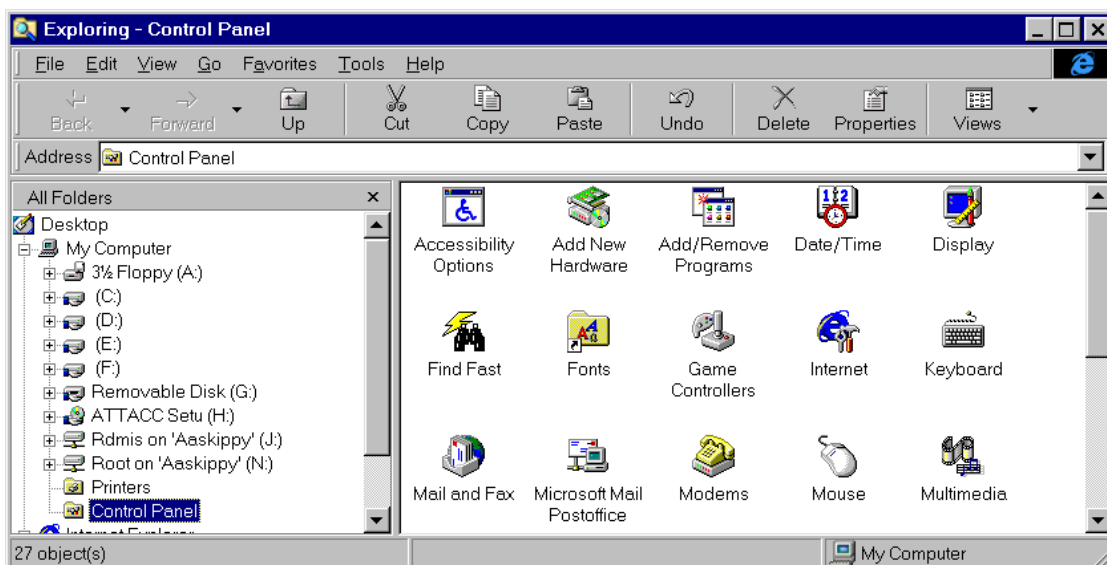 Exploring - Control Panel
File Edit View Go Favorites Tools Help
Back Forward Up Cut Copy Paste Undo Delete Properties Views
Address Control Panel
All Folders
Desktop
My Computer
3½ Floppy (A:)
(C:)
(D:)
(E:)
(F:)
Removable Disk (G:)
ATTACC Setu (H:)
Rdmis on 'Aaskippy' (J:)
Root on 'Aaskippy' (N:)
Printers
Control Panel
Internet Explorer
Accessibility Options
Add New Hardware
Add/Remove Programs
Date/Time
Display
Find Fast
Fonts
Game Controllers
Internet
Keyboard
Mail and Fax
Microsoft Mail Postoffice
Modems
Mouse
Multimedia
27 object(s)
My Computer